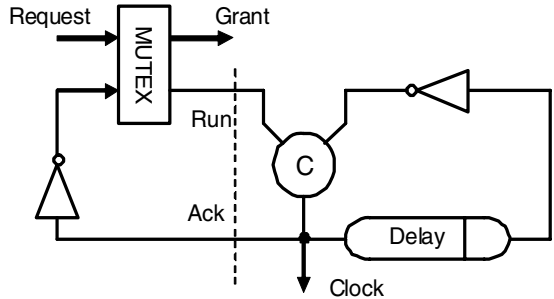 Request
Grant
MUTEX
Run
C
Ack
Delay
Clock